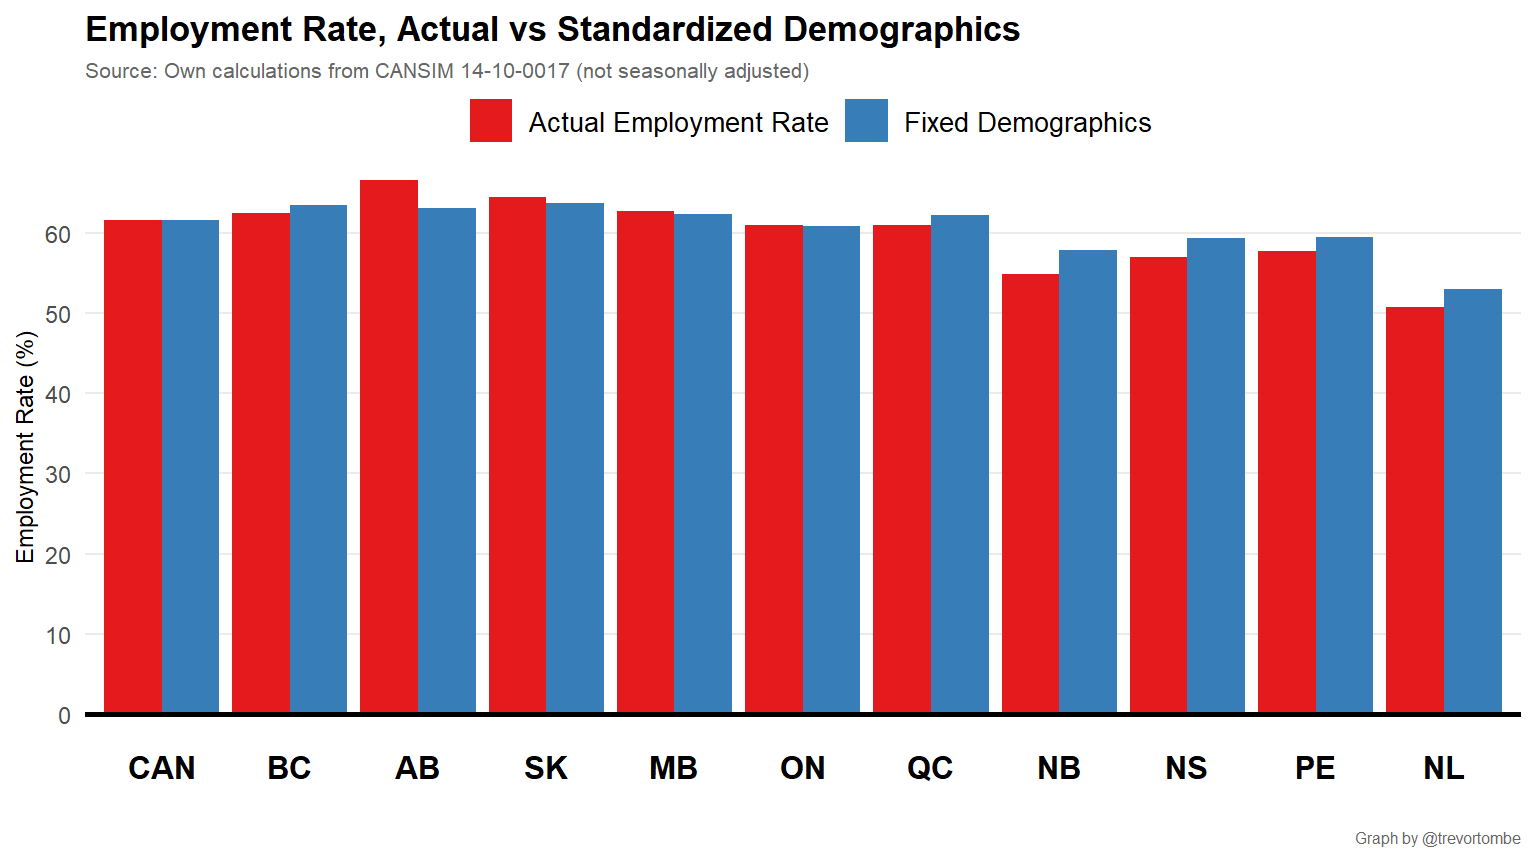 Employment Rate, Actual vs Standardized Demographics
Source: Own calculations from CANSIM 14-10-0017 (not seasonally adjusted)
Actual Employment Rate Fixed Demographics
Employment Rate (%)
60
50
40
30
20
10
0
CAN BC AB SK MB ON QC NB NS PE NL
Graph by @trevortombe